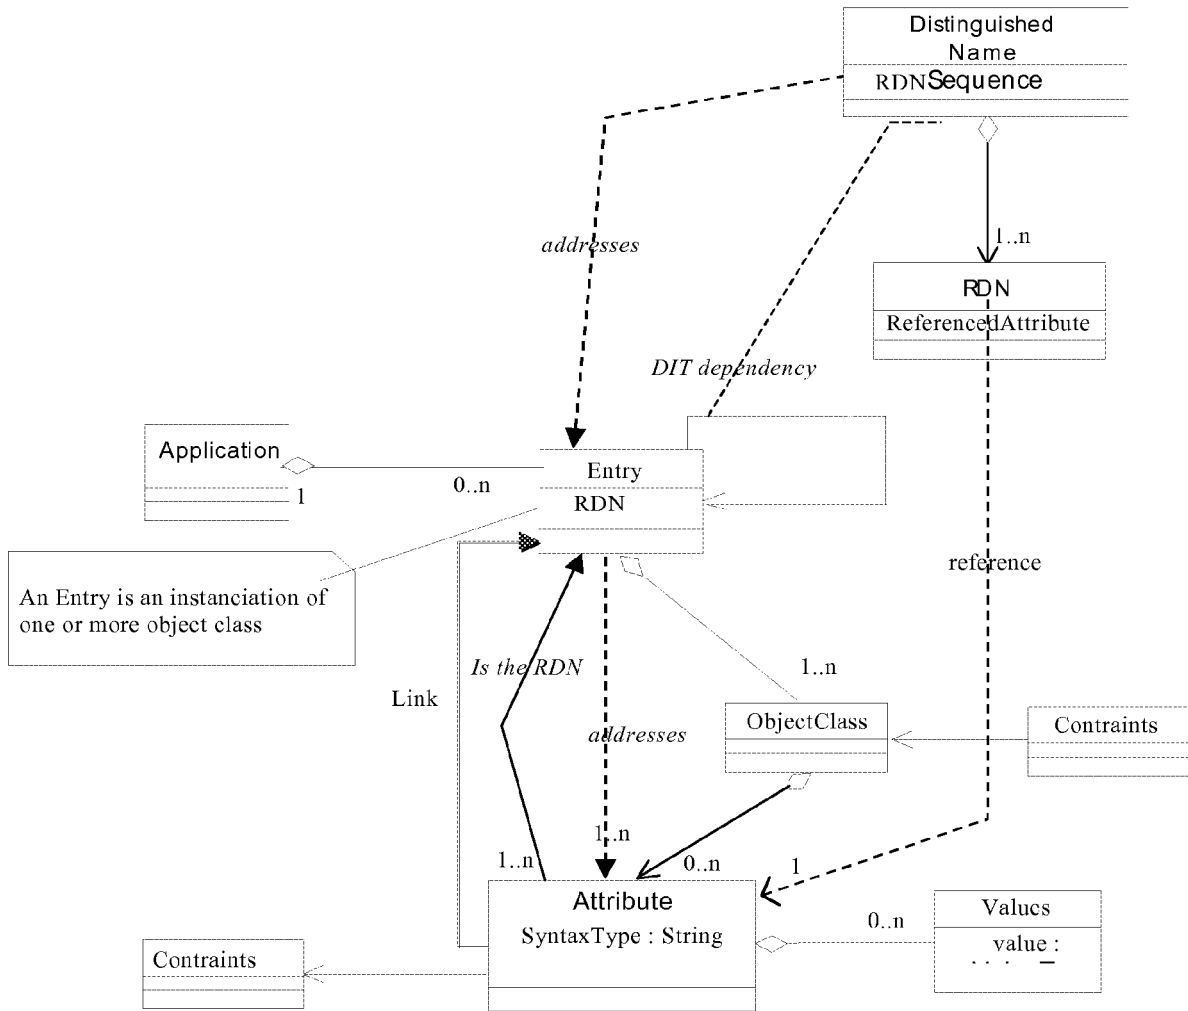 Distinguished
Name
RDNSequence
addresses
1..n
RDN
ReferencedAttribute
DIT dependency
Application
1
0..n
Entry
RDN
reference
An Entry is an instanciation of
one or more object class
Is the RDN
1..n
Link
addresses
ObjectClass
Contraints
1..n
1..n
0..n
1
Attribute
SyntaxType : String
0..n
Values
value :
Contraints